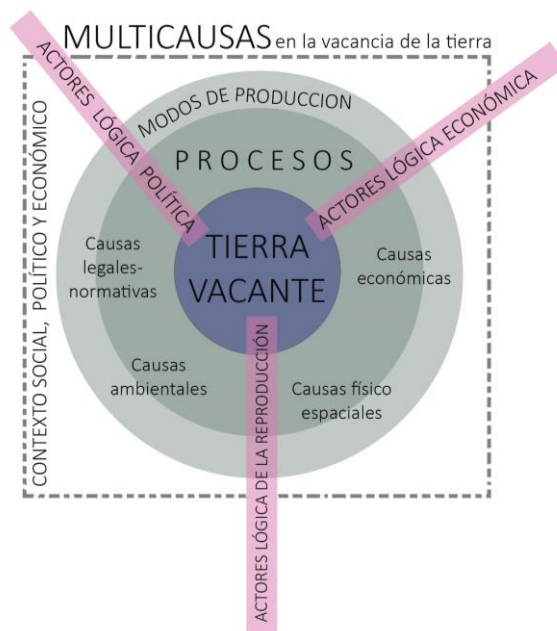 MULTICAUSAS en la vacancia de la tierra
CONTEXTO SOCIAL, POLÍTICO Y ECONÓMICO
ACTORES LÓGICA POLÍTICA
ACTORES LÓGICA ECONÓMICA
MODOS DE PRODUCCION
PROCESOS
TIERRA
VACANTE
Causas
legales-
normativas
Causas
económicas
Causas
ambientales
Causas físico
espaciales
ACTORES LÓGICA DE LA REPRODUCCIÓN